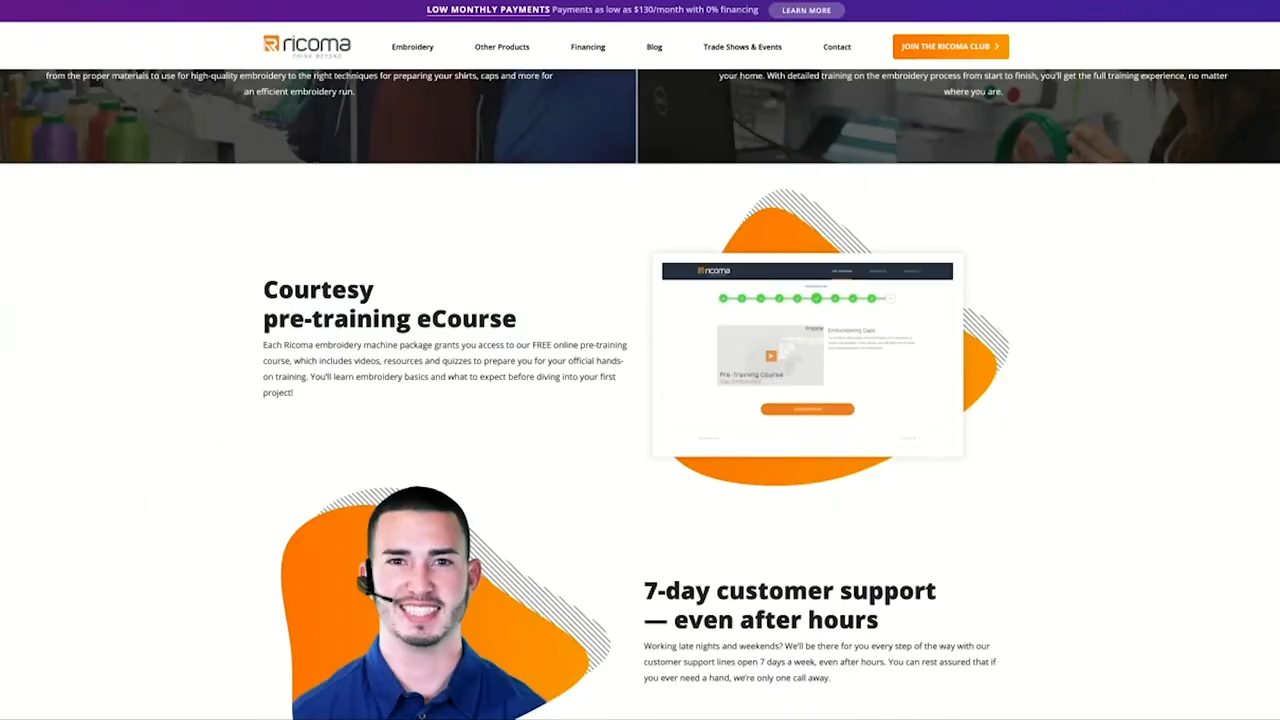 LOW MONTHLY PAYMENTS Payments as low as $130/month with 0% financing LEARN MORE
ricoma
THINK BEYOND
Embroidery Other Products Financing Blog Trade Shows & Events Contact JOIN THE RICOMA CLUB
from the proper materials to use for high-quality embroidery to the right techniques for preparing your shirts, caps and more for
an efficient embroidery run.
your home. With detailed training on the embroidery process from start to finish, you'll get the full training experience, no matter
where you are.
Courtesy
pre-training eCourse
Each Ricoma embroidery machine package grants you access to our FREE online pre-training
course, which includes videos, resources and quizzes to prepare you for your official hands-
on training. You'll learn embroidery basics and what to expect before diving into your first
project!
ricoma
Embroidering Caps
Pre-Training Course
7-day customer support
— even after hours
Working late nights and weekends? We'll be there for you every step of the way with our
customer support lines open 7 days a week, even after hours. You can rest assured that if
you ever need a hand, we're only one call away.